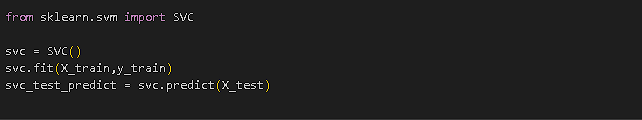 from sklearn.svm import SVC
svc = SVC()
svc.fit(X_train,y_train)
svc_test_predict = svc.predict(X_test)